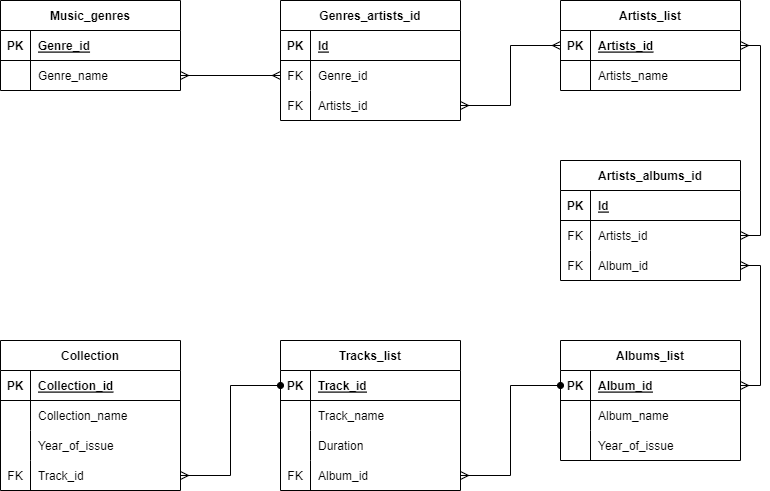 Music_genres
PK Genre_id
Genre_name
Genres_artists_id
PK Id
FK Genre_id
FK Artists_id
Artists_list
PK Artists_id
Artists_name
Artists_albums_id
PK Id
FK Artists_id
FK Album_id
Collection
PK Collection_id
Collection_name
Year_of_issue
FK Track_id
Tracks_list
PK Track_id
Track_name
Duration
FK Album_id
Albums_list
PK Album_id
Album_name
Year_of_issue